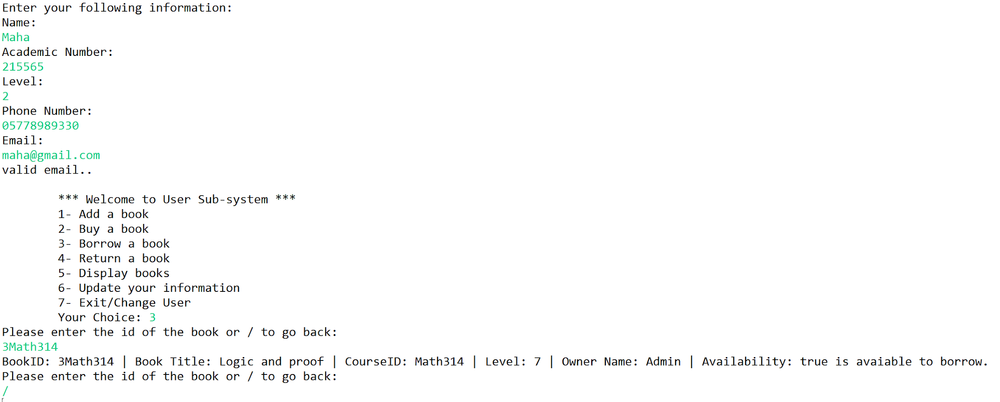 Enter your following information:
Name:
Maha
Academic Number:
215565
Level:
2
Phone Number:
05778989330
Email:
maha@gmail.com
valid email..
*** Welcome to User Sub-system ***
1- Add a book
2- Buy a book
3- Borrow a book
4- Return a book
5- Display books
6- Update your information
7- Exit/Change User
Your Choice: 3
Please enter the id of the book or / to go back:
3Math314
BookID: 3Math314 | Book Title: Logic and proof | CourseID: Math314 | Level: 7 | Owner Name: Admin | Availability: true is avaiable to borrow.
Please enter the id of the book or / to go back:
/